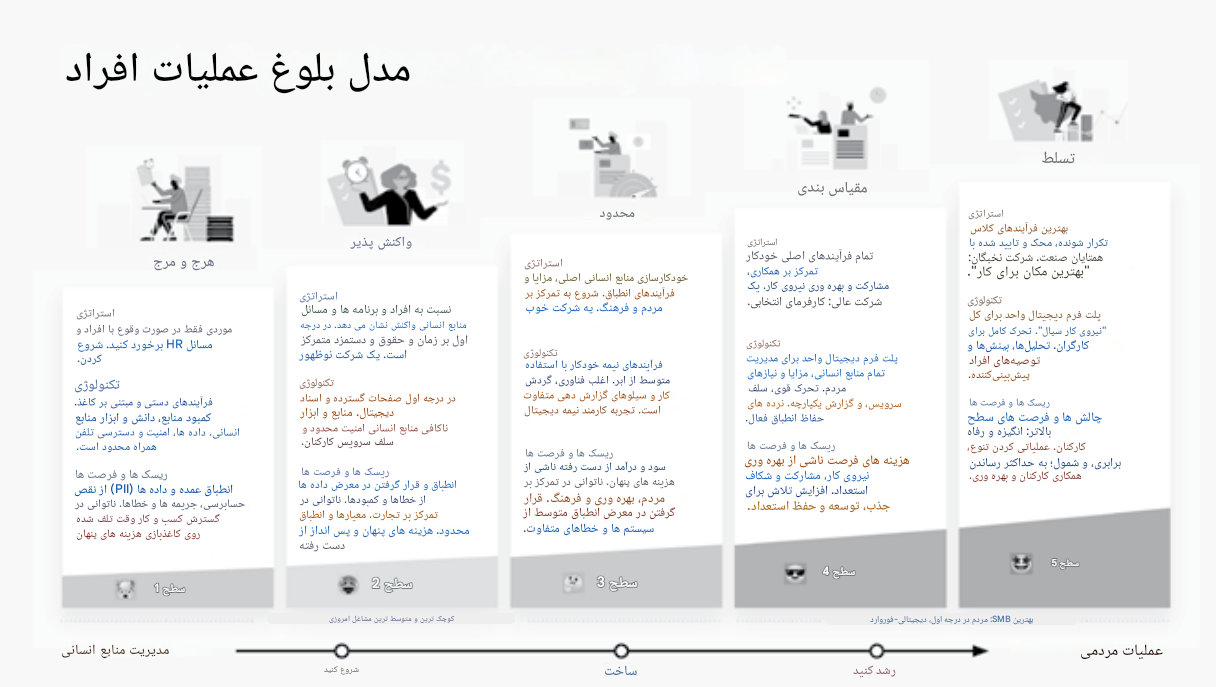 مدل بلوغ عملیات افراد
هرج و مرج
استراتژی
موردی فقط در صورت وقوع با افراد و
مسائل HR برخورد کنید. شروع
کردن.
تکنولوژی
فرآیندهای دستی و مبتنی بر کاغذ.
کمبود منابع، دانش و ابزار منابع
انسانی. داده ها، امنیت و دسترسی تلفن
همراه محدود است.
ریسک ها و فرصت ها
انطباق عمده و داده ها (PII) از نقص
حسابرسی، جریمه ها و خطاها. ناتوانی در
گسترش کسب و کار وقت تلف شده
روی کاغذبازی هزینه های پنهان
سطح 1
واکنش پذیر
استراتژی
نسبت به افراد و برنامه ها و مسائل
منابع انسانی واکنش نشان می دهد. در درجه
اول بر زمان و حقوق و دستمزد متمرکز
است. یک شرکت نوظهور
تکنولوژی
در درجه اول صفحات گسترده و اسناد
دیجیتال. منابع و ابزار
ناکافی منابع انسانی امنیت محدود و
سلف سرویس کارکنان.
ریسک ها و فرصت ها
انطباق و قرار گرفتن در معرض داده ها
از خطاها و کمبودها. ناتوانی در
تمرکز بر تجارت. معیارها و انطباق
محدود. هزینه های پنهان و پس انداز از
دست رفته
سطح 2
محدود
استراتژی
خودکارسازی منابع انسانی اصلی، مزایا و
فرآیندهای انطباق. شروع به تمرکز بر
مردم و فرهنگ. یه شرکت خوب
تکنولوژی
فرآیندهای نیمه خودکار با استفاده
متوسط از ابر. اغلب فناوری، گردش
کار و سیلوهای گزارش دهی متفاوت
است. تجربه کارمند نیمه دیجیتال
ریسک ها و فرصت ها
سود و درآمد از دست رفته ناشی از
هزینه های پنهان. ناتوانی در تمرکز بر
مردم، بهره وری و فرهنگ. قرار
گرفتن در معرض انطباق متوسط از
سیستم ها و خطاهای متفاوت.
سطح 3
مقیاس بندی
استراتژی
تمام فرآیندهای اصلی خودکار
تمرکز بر همکاری،
مشارکت و بهره وری نیروی کار. یک
شرکت عالی: کارفرمای انتخابی.
تکنولوژی
پلت فرم دیجیتال واحد برای مدیریت
تمام منابع انسانی، مزایا و نیازهای
مردم. تحرک قوی، سلف
سرویس، و گزارش یکپارچه. نرده های
حفاظ انطباق فعال.
ریسک ها و فرصت ها
هزینه های فرصت ناشی از بهره وری
نیروی کار، مشارکت و شکاف
استعداد. افزایش تلاش برای
جذب، توسعه و حفظ استعداد.
سطح 4
تسلط
استراتژی
بهترین فرآیندهای کلاس
تکرار شونده، محک و تایید شده با
همتایان صنعت. شرکت نخبگان:
"بهترین مکان برای کار".
تکنولوژی
پلت فرم دیجیتال واحد برای کل
"نیروی کار سیال". تحرک کامل برای
کارگران. تحلیل‌ها، بینش‌ها و
توصیه‌های افراد
پیش‌بینی‌کننده.
ریسک ها و فرصت ها
چالش ها و فرصت های سطح
بالاتر: انگیزه و رفاه
کارکنان. عملیاتی کردن تنوع،
برابری، و شمول؛ به حداکثر رساندن
همکاری کارکنان و بهره وری.
سطح 5
کوچک ترین و متوسط ترین مشاغل امروزی
بهترین SMB: مردم در درجه اول، دیجیتالی-فوروارد
مدیریت منابع انسانی
شروع کنید
ساخت
رشد کنید
عملیات مردمی